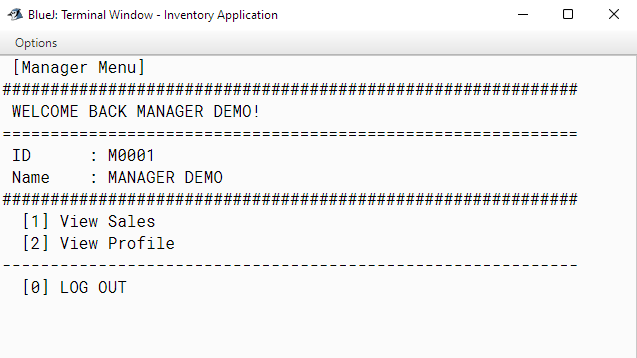 BlueJ: Terminal Window - Inventory Application
Options
[Manager Menu]
############################################################
WELCOME BACK MANAGER DEMO!
============================================================
ID      : M0001
Name    : MANAGER DEMO
############################################################
[1] View Sales
[2] View Profile
------------------------------------------------------------
[0] LOG OUT